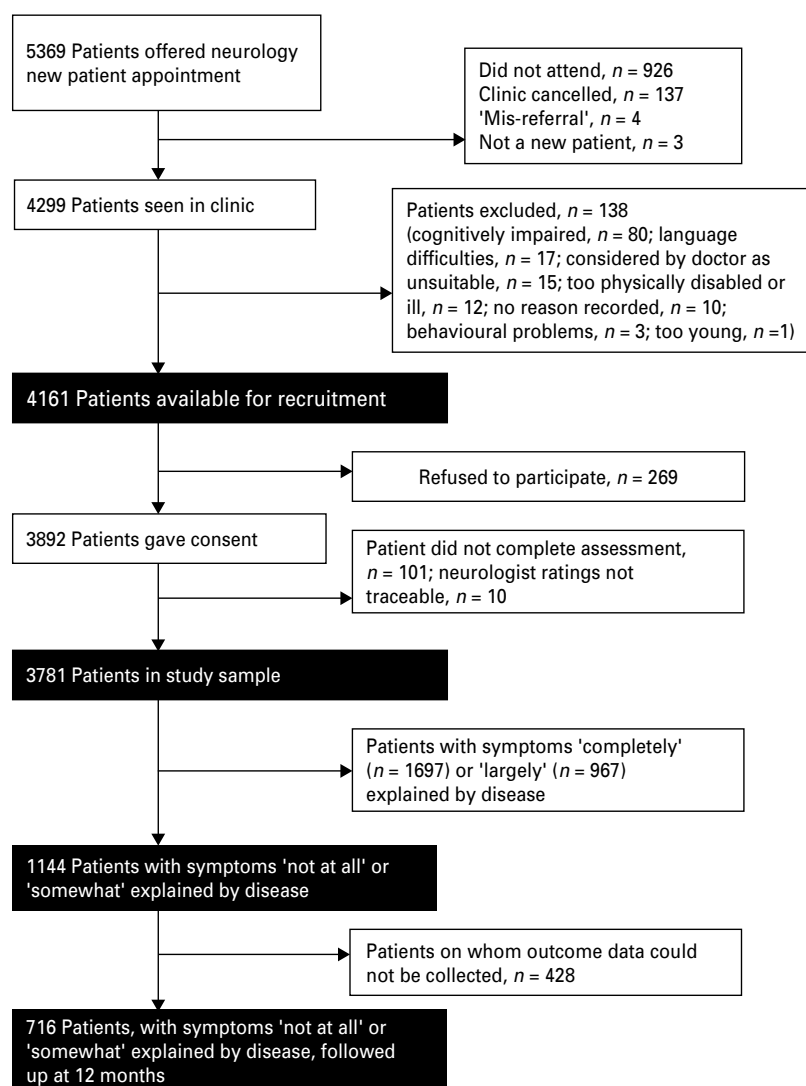 5369 Patients offered neurology
new patient appointment
Did not attend, n = 926
Clinic cancelled, n = 137
'Mis-referral', n = 4
Not a new patient, n = 3
4299 Patients seen in clinic
Patients excluded, n = 138
(cognitively impaired, n = 80; language
difficulties, n = 17; considered by doctor as
unsuitable, n = 15; too physically disabled or
ill, n = 12; no reason recorded, n = 10;
behavioural problems, n = 3; too young, n =1)
4161 Patients available for recruitment
Refused to participate, n = 269
3892 Patients gave consent
Patient did not complete assessment,
n = 101; neurologist ratings not
traceable, n = 10
3781 Patients in study sample
Patients with symptoms 'completely'
(n = 1697) or 'largely' (n = 967)
explained by disease
1144 Patients with symptoms 'not at all' or
'somewhat' explained by disease
Patients on whom outcome data could
not be collected, n = 428
716 Patients, with symptoms 'not at all' or
'somewhat' explained by disease, followed
up at 12 months